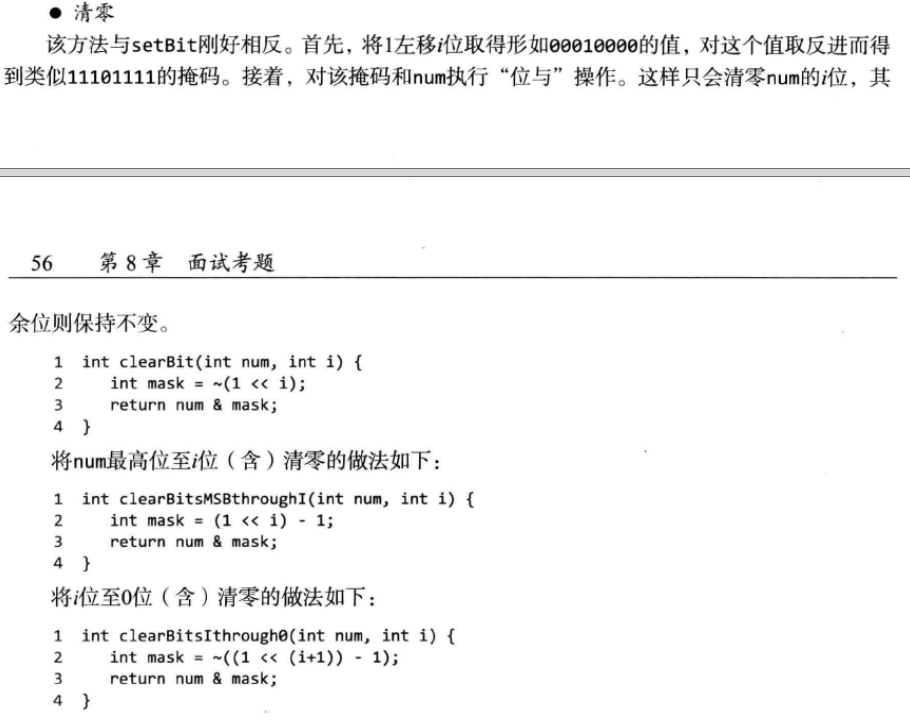 ● 清零
该方法与setBit刚好相反。首先，将1左移i位取得形如00010000的值，对这个值取反进而得
到类似11101111的掩码。接着，对该掩码和num执行“位与”操作。这样只会清零num的i位，其
56 第 8 章 面试考题
余位则保持不变。
1 int clearBit(int num, int i) {
2 int mask = ~(1 << i);
3 return num & mask;
4 }
将num最高位至i位（含）清零的做法如下：
1 int clearBitsMSBthroughI(int num, int i) {
2 int mask = (1 << i) - 1;
3 return num & mask;
4 }
将i位至0位（含）清零的做法如下：
1 int clearBitsIthrough0(int num, int i) {
2 int mask = ~((1 << (i+1)) - 1);
3 return num & mask;
4 }